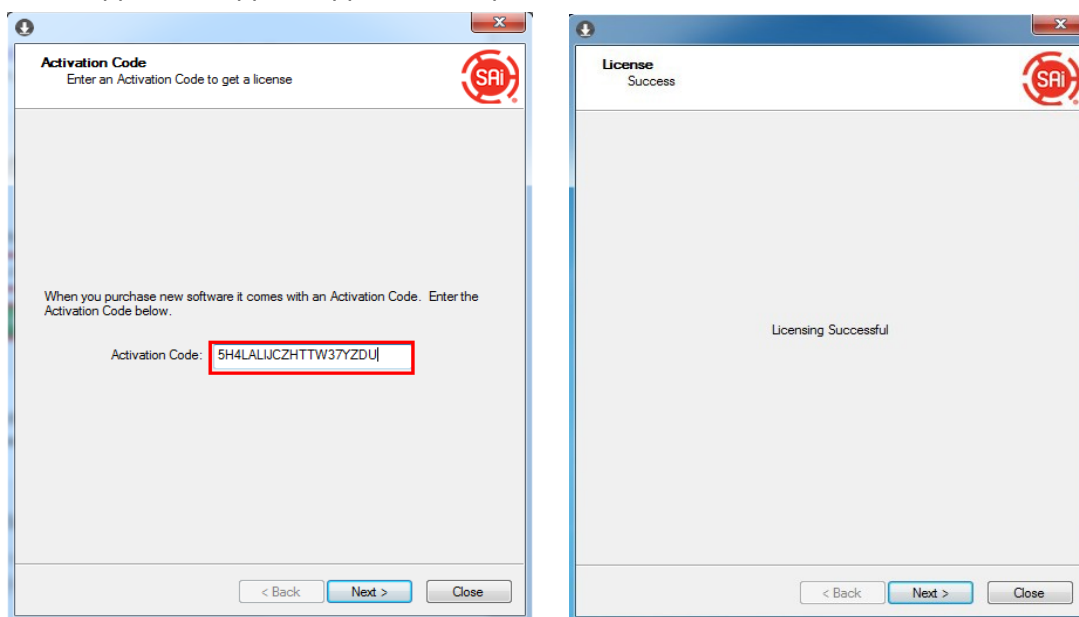 Activation Code
Enter an Activation Code to get a license
SAi
When you purchase new software it comes with an Activation Code. Enter the
Activation Code below.
Activation Code: 5H4LALIJCZHTTW37YZDU
< Back Next > Close
License
Success
SAi
Licensing Successful
< Back Next > Close